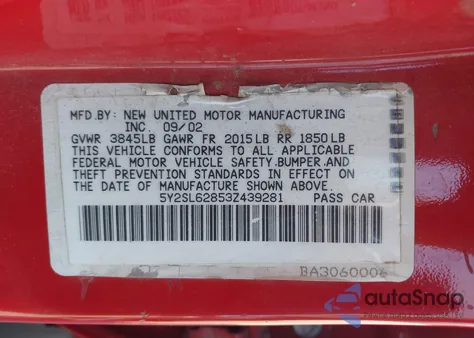 MFD.BY: NEW UNITED MOTOR MANUFACTURING
INC. 09/02
GVWR 3845LB GAWR FR 2015LB RR 1850LB
THIS VEHICLE CONFORMS TO ALL APPLICABLE
FEDERAL MOTOR VEHICLE SAFETY,BUMPER,AND
THEFT PREVENTION STANDARDS IN EFFECT ON
THE DATE OF MANUFACTURE SHOWN ABOVE.
5Y2SL62853Z439281 PASS CAR
BA3060006
autoSnap